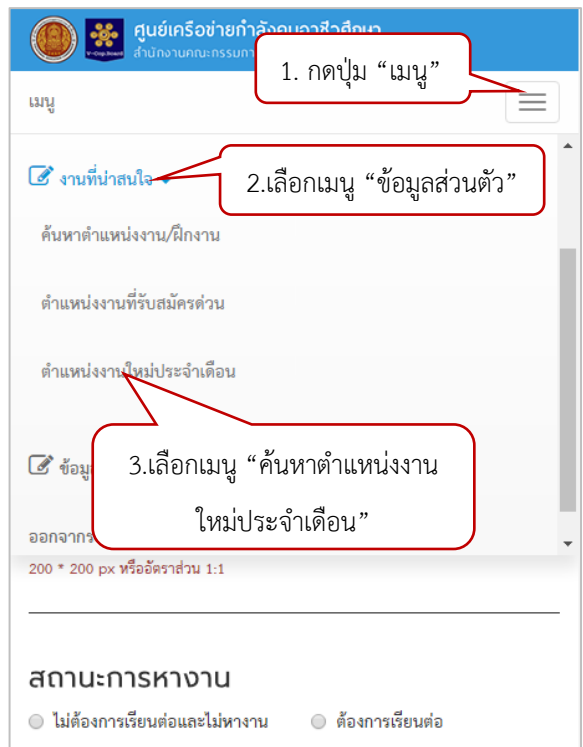 ศูนย์เครือข่ายกำลังคนอาชีวศึกษา
สำนักงานคณะกรรมกา
V-Cop.Board
1. กดปุ่ม “เมนู”
เมนู
งานที่น่าสนใจ
2.เลือกเมนู “ข้อมูลส่วนตัว”
ค้นหาตำแหน่งงาน/ฝึกงาน
ตำแหน่งงานที่รับสมัครด่วน
ตำแหน่งงานใหม่ประจำเดือน
3.เลือกเมนู “ค้นหาตำแหน่งงาน
ใหม่ประจำเดือน”
ข้อมูล
ออกจากร
200 * 200 px หรืออัตราส่วน 1:1
สถานะการหางาน
ไม่ต้องการเรียนต่อและไม่หางาน
ต้องการเรียนต่อ